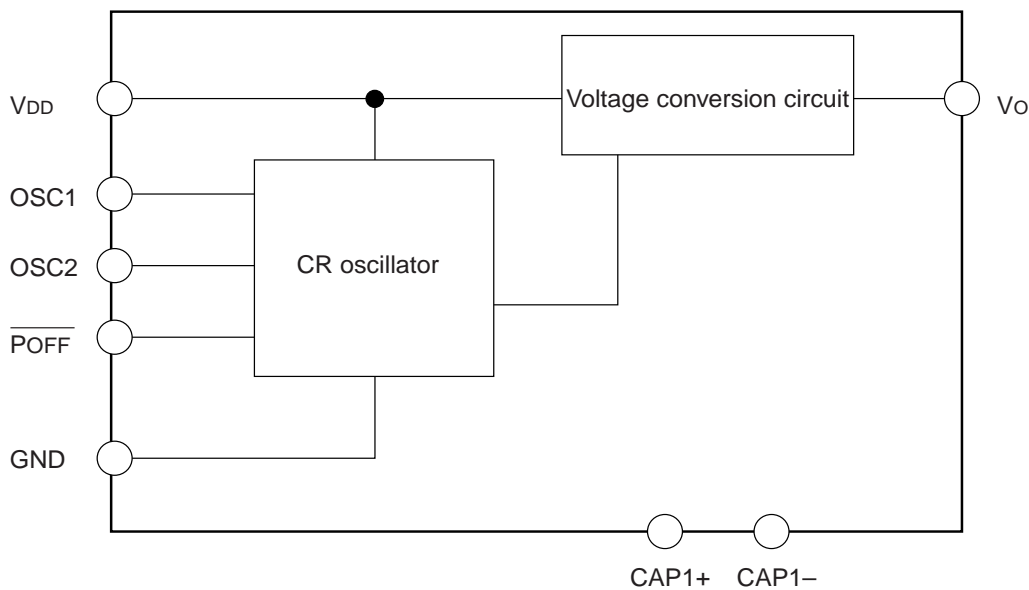 VDD
Voltage conversion circuit
VO
OSC1
OSC2
CR oscillator
POFF
GND
CAP1+ CAP1–